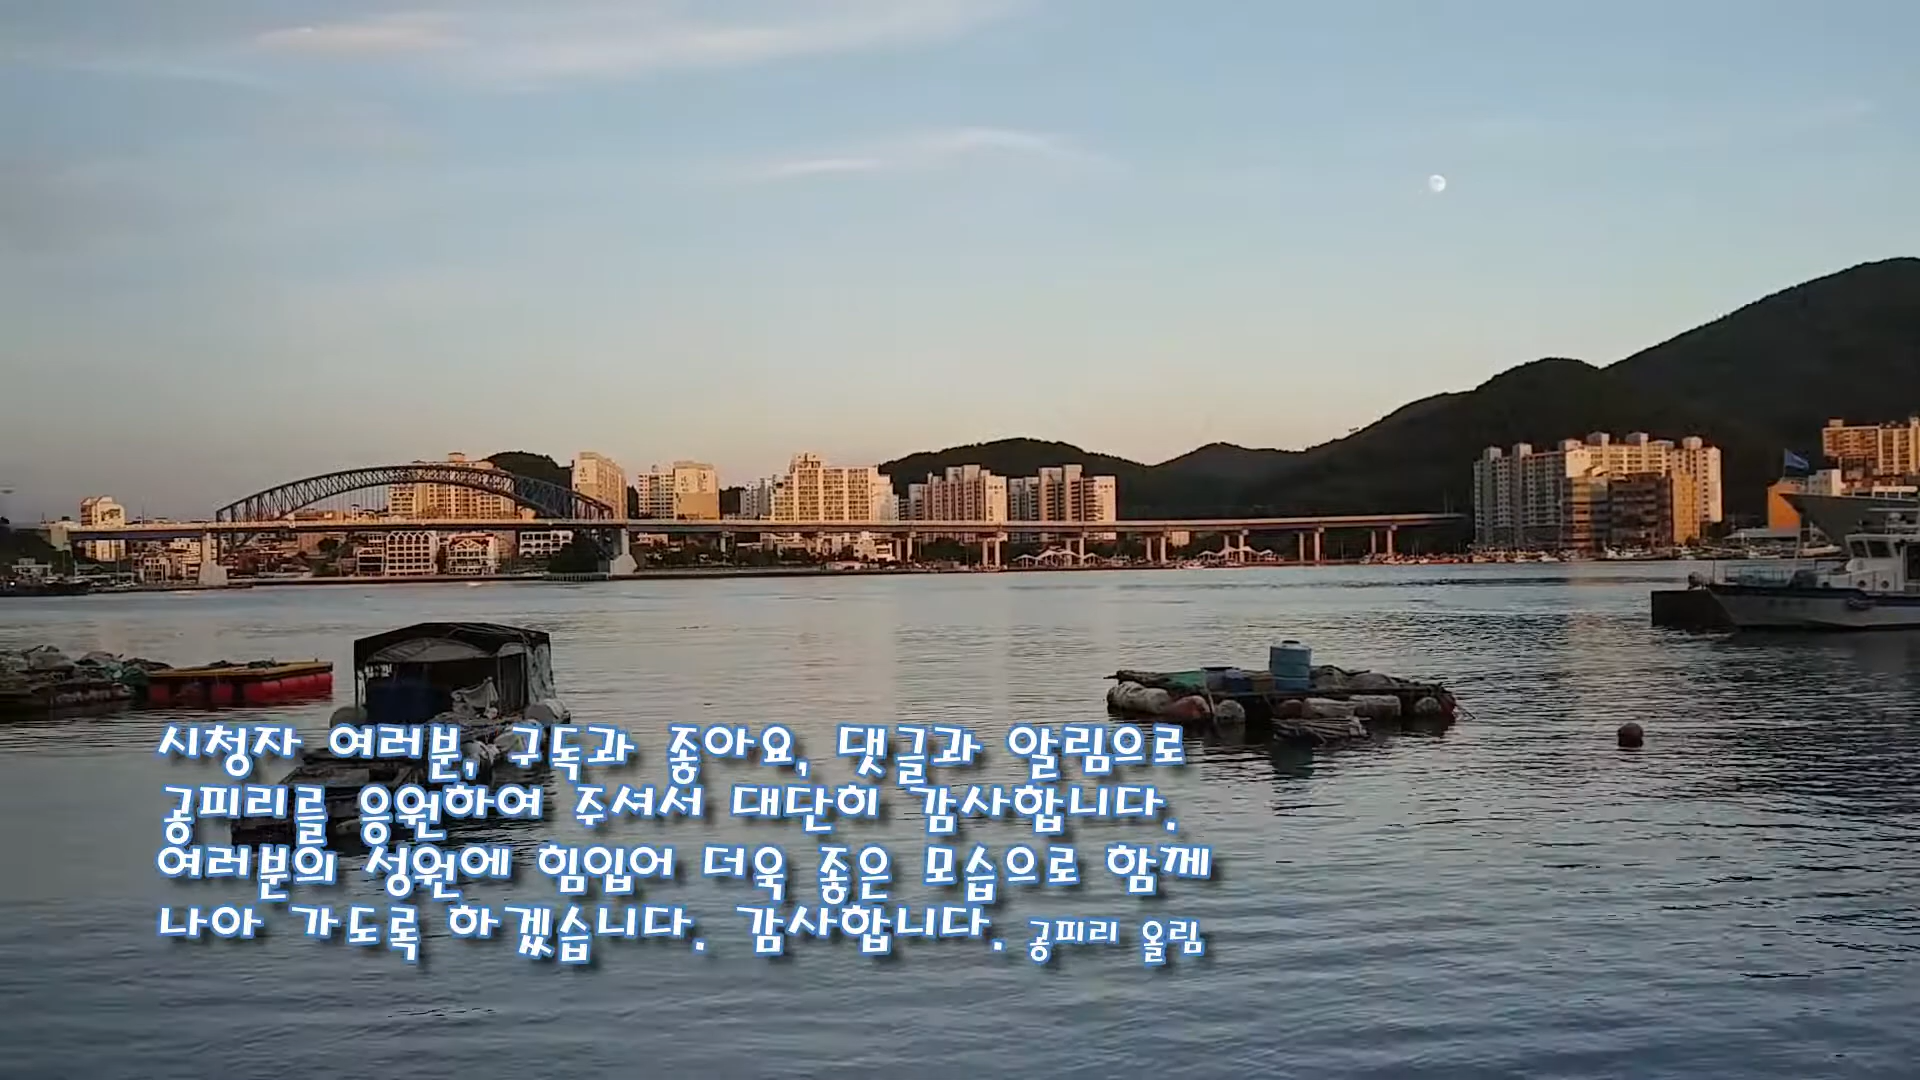 시청자 여러분, 구독과 좋아요, 댓글과 알림으로
공피리를 응원하여 주셔서 대단히 감사합니다.
여러분의 성원에 힘입어 더욱 좋은 모습으로 함께
나아 가도록 하겠습니다. 감사합니다. 공피리 올림